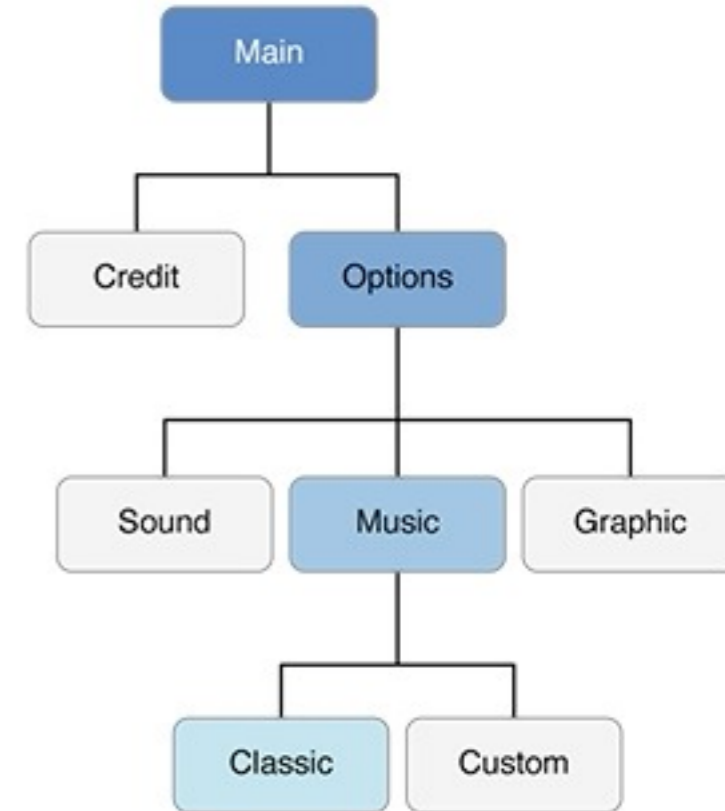 Main
Credit
Options
Sound
Music
Graphic
Classic
Custom